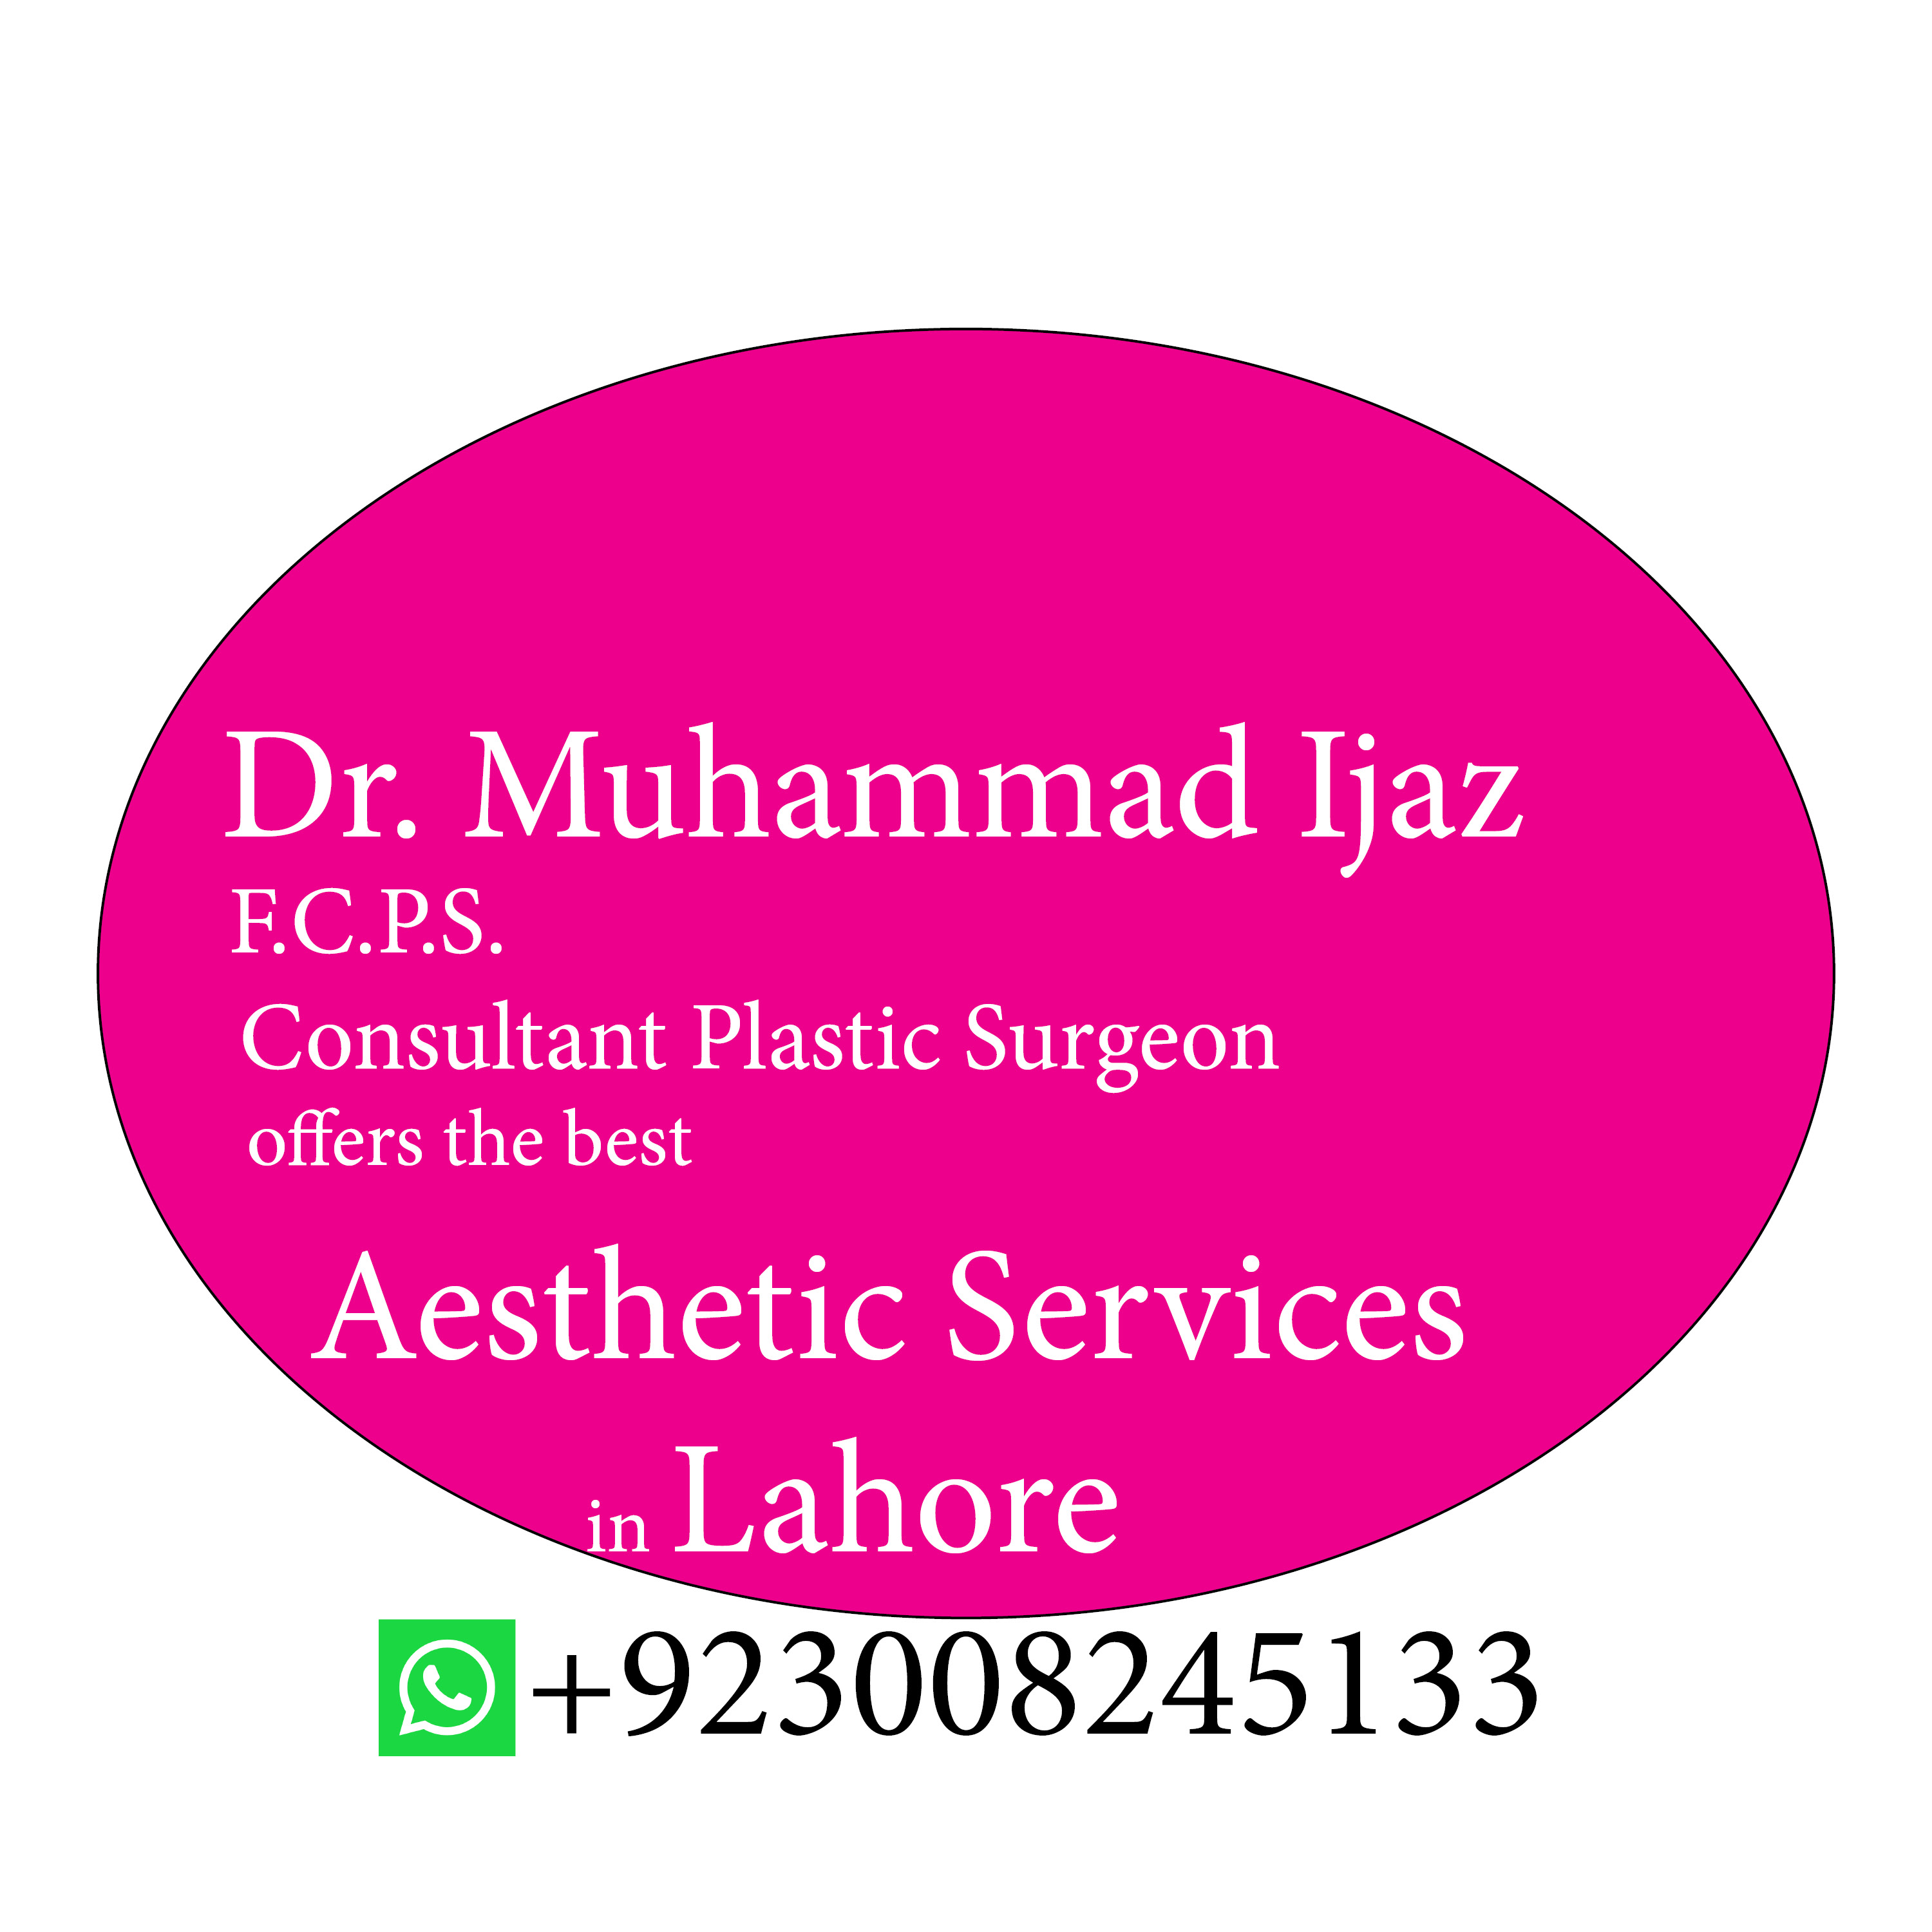 Dr. Muhammad Ijaz
F.C.P.S.
Consultant Plastic Surgeon
offers the best
Aesthetic Services
in Lahore
+923008245133